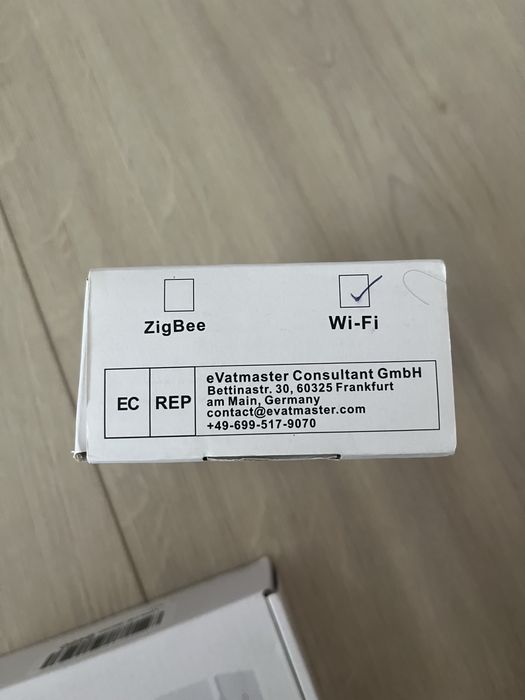 ZigBee
Wi-Fi
EC REP
eVatmaster Consultant GmbH
Bettinastr. 30, 60325 Frankfurt
am Main, Germany
contact@evatmaster.com
+49-699-517-9070